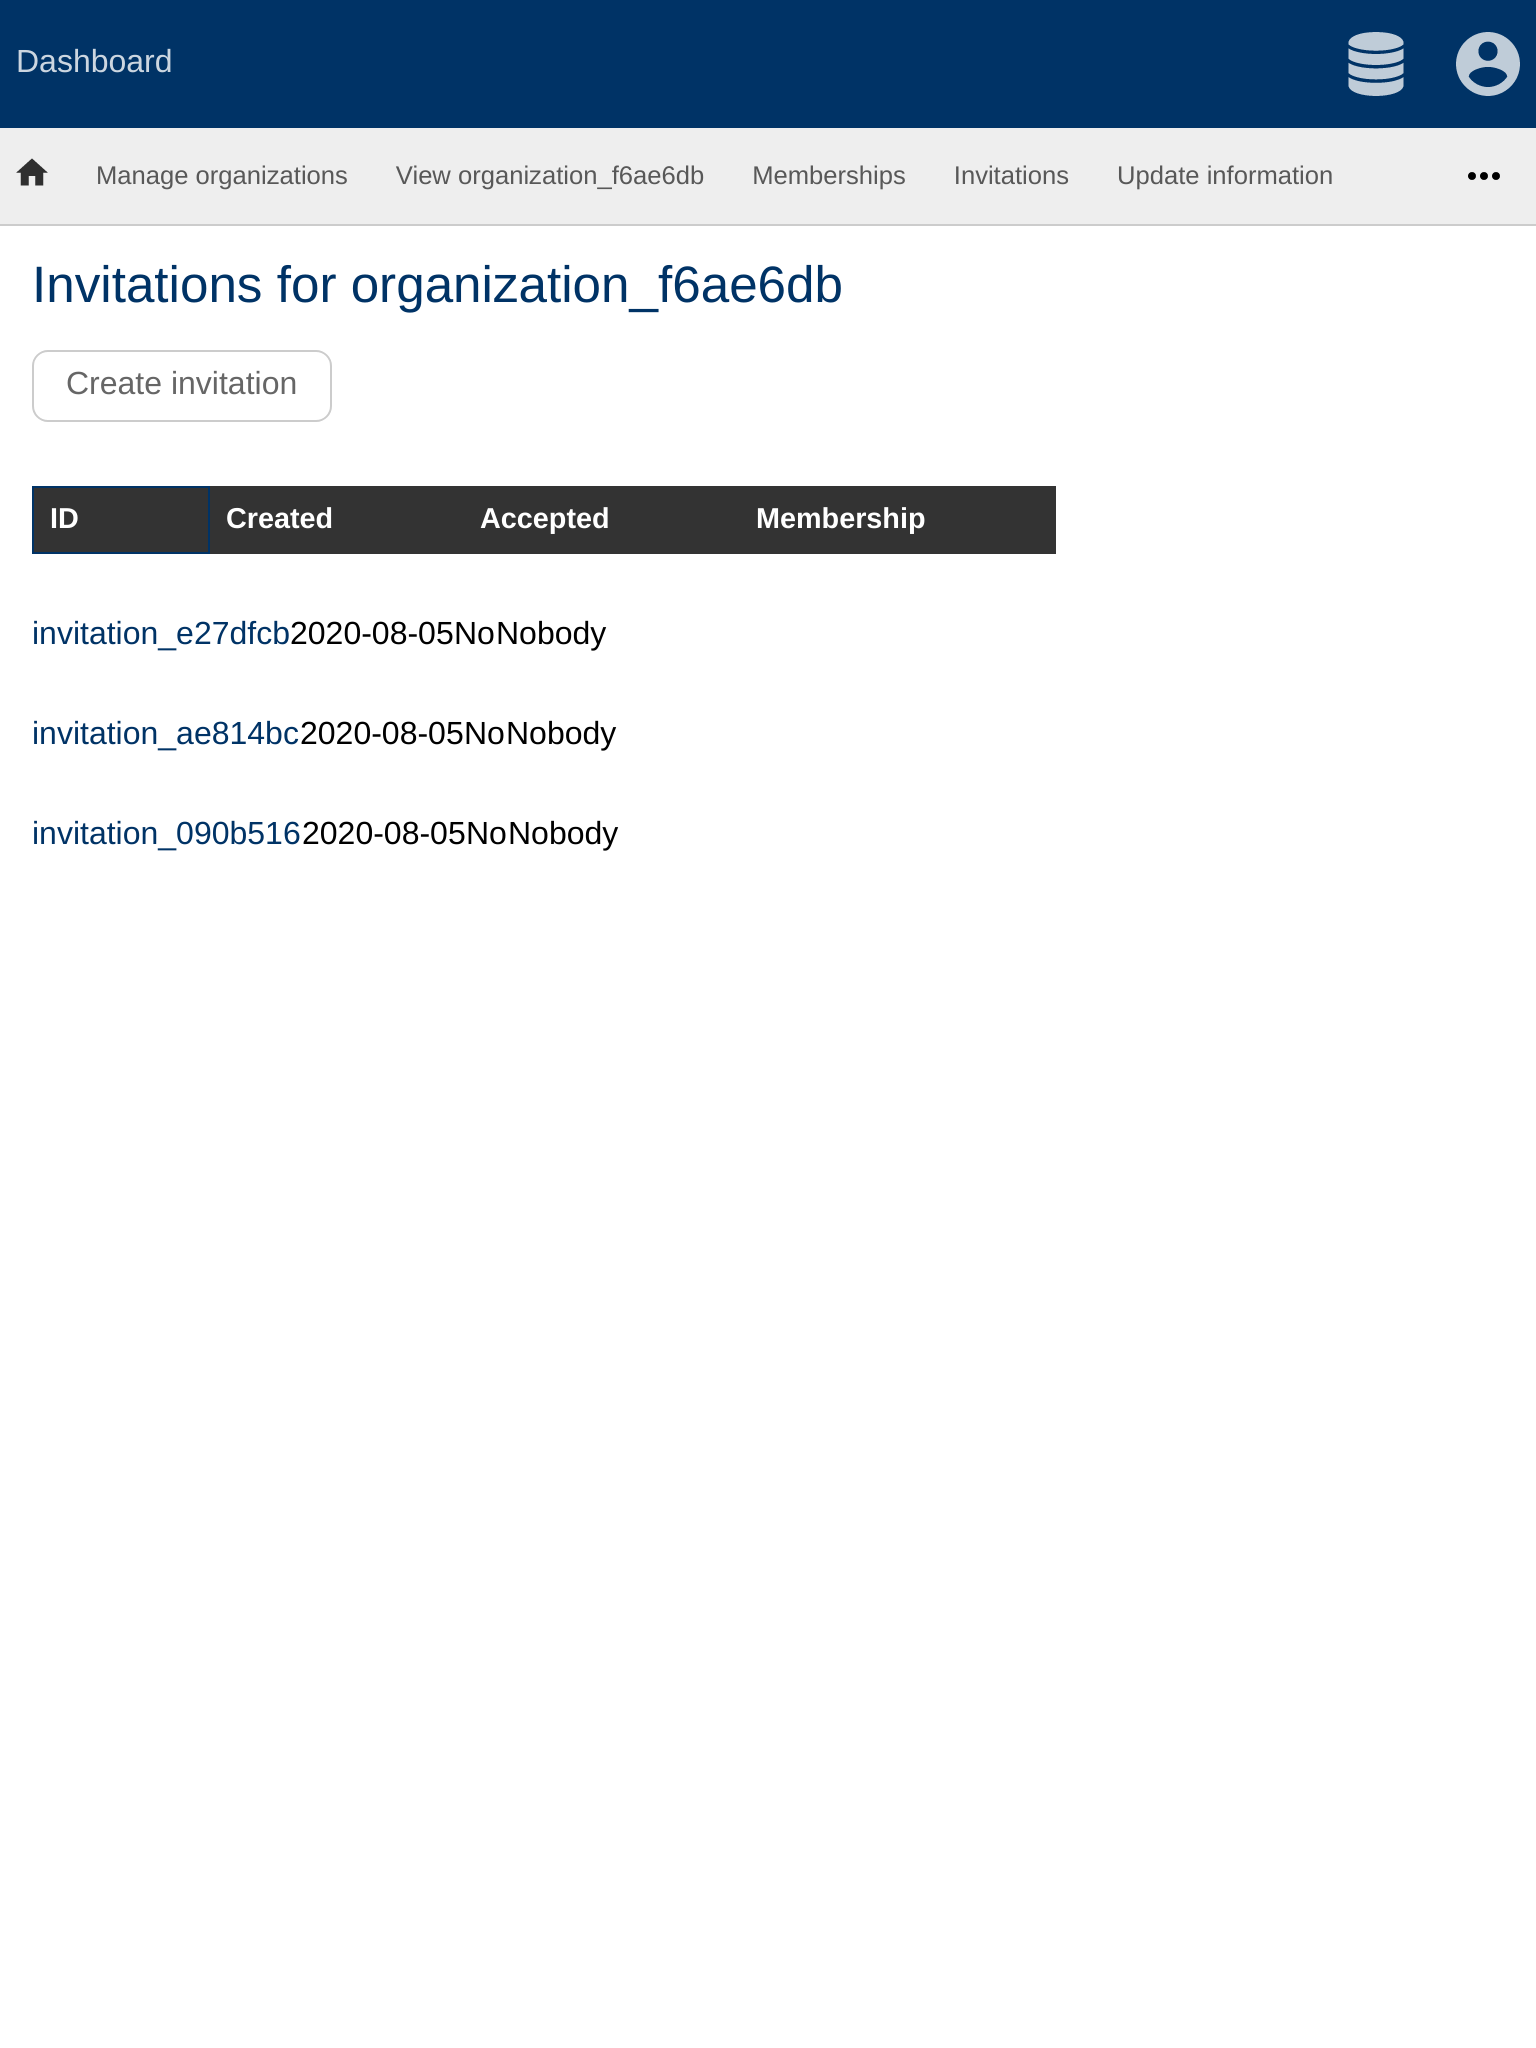 Dashboard
Manage organizations View organization_f6ae6db Memberships Invitations Update information
Invitations for organization_f6ae6db
Create invitation
ID Created Accepted Membership
invitation_e27dfcb2020-08-05NoNobody
invitation_ae814bc2020-08-05NoNobody
invitation_090b5162020-08-05NoNobody